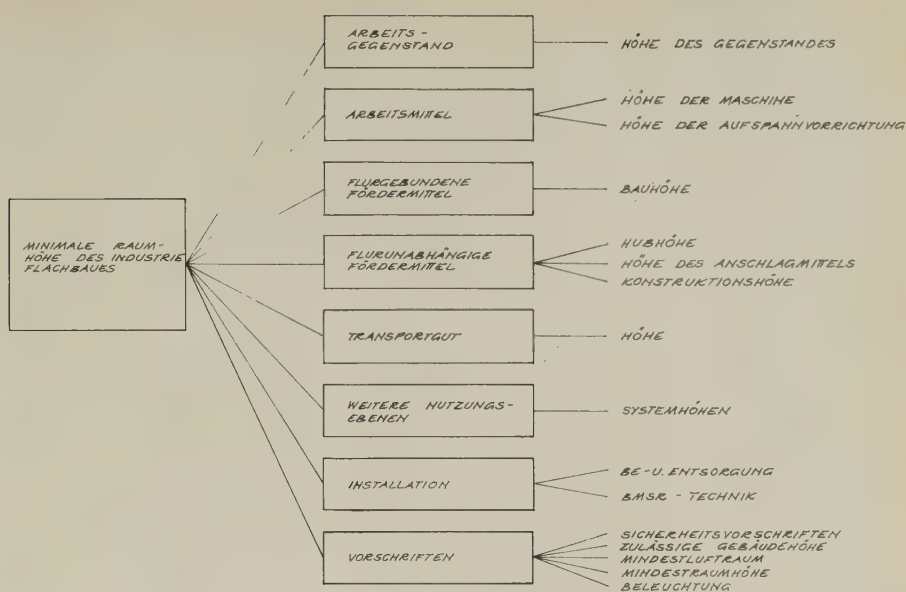 MINIMALE RAUM-
HÖHE DES INDUSTRIE
FLACHBAUES
ARBEITS-
GEGENSTAND
HÖHE DES GEGENSTANDES
ARBEITSMITTEL
HÖHE DER MASCHINE
HÖHE DER AUFSPANNVORRICHTUNG
FLURGEBUNDENE
FÖRDERMITTEL
BAUHÖHE
FLURUNABHÄNGIGE
FÖRDERMITTEL
HUBHÖHE
HÖHE DES ANSCHLAGMITTELS
KONSTRUKTIONSHÖHE
TRANSPORTGUT
HÖHE
WEITERE NUTZUNGS-
EBENEN
SYSTEMHÖHEN
INSTALLATION
BE-U. ENTSORGUNG
BMSR - TECHNIK
VORSCHRIFTEN
SICHERHEITSVORSCHRIFTEN
ZULÄSSIGE GEBÄUDEHÖHE
MINDESTLUFTRAUM
MINDESTRAUMHÖHE
BELEUCHTUNG